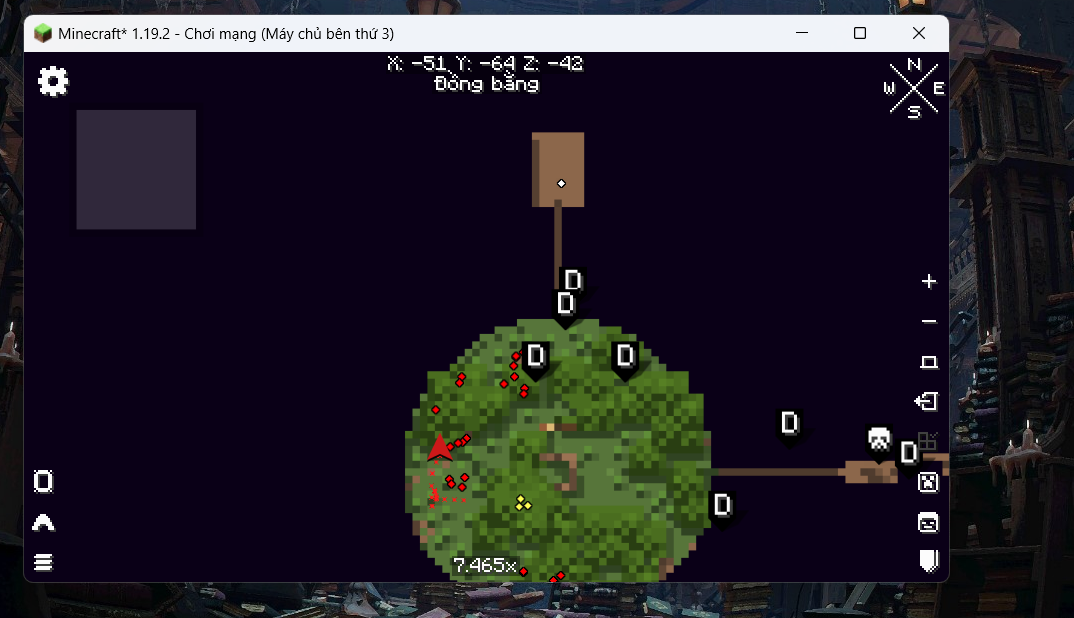 Minecraft* 1.19.2 - Chơi mạng (Máy chủ bên thứ 3)
X: -51 Y: -64 Z: -42
Đồng bằng
N
W E
S
D
D
D D
D
D
D
7.465x